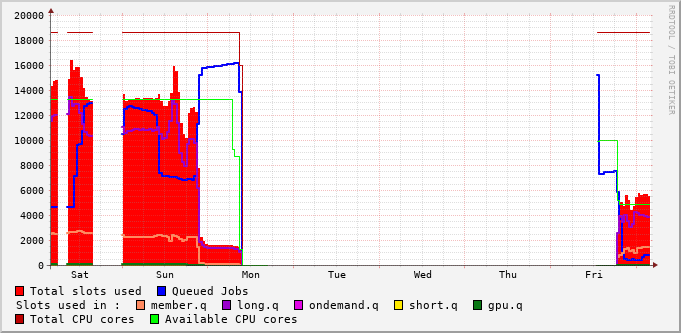 20000
18000
16000
14000
12000
10000
8000
6000
4000
2000
0
Sat Sun Mon Tue Wed Thu Fri
RRDTOOL / TOBI OETIKER
Total slots used Queued Jobs
Slots used in : member.q long.q ondemand.q short.q gpu.q
Total CPU cores Available CPU cores